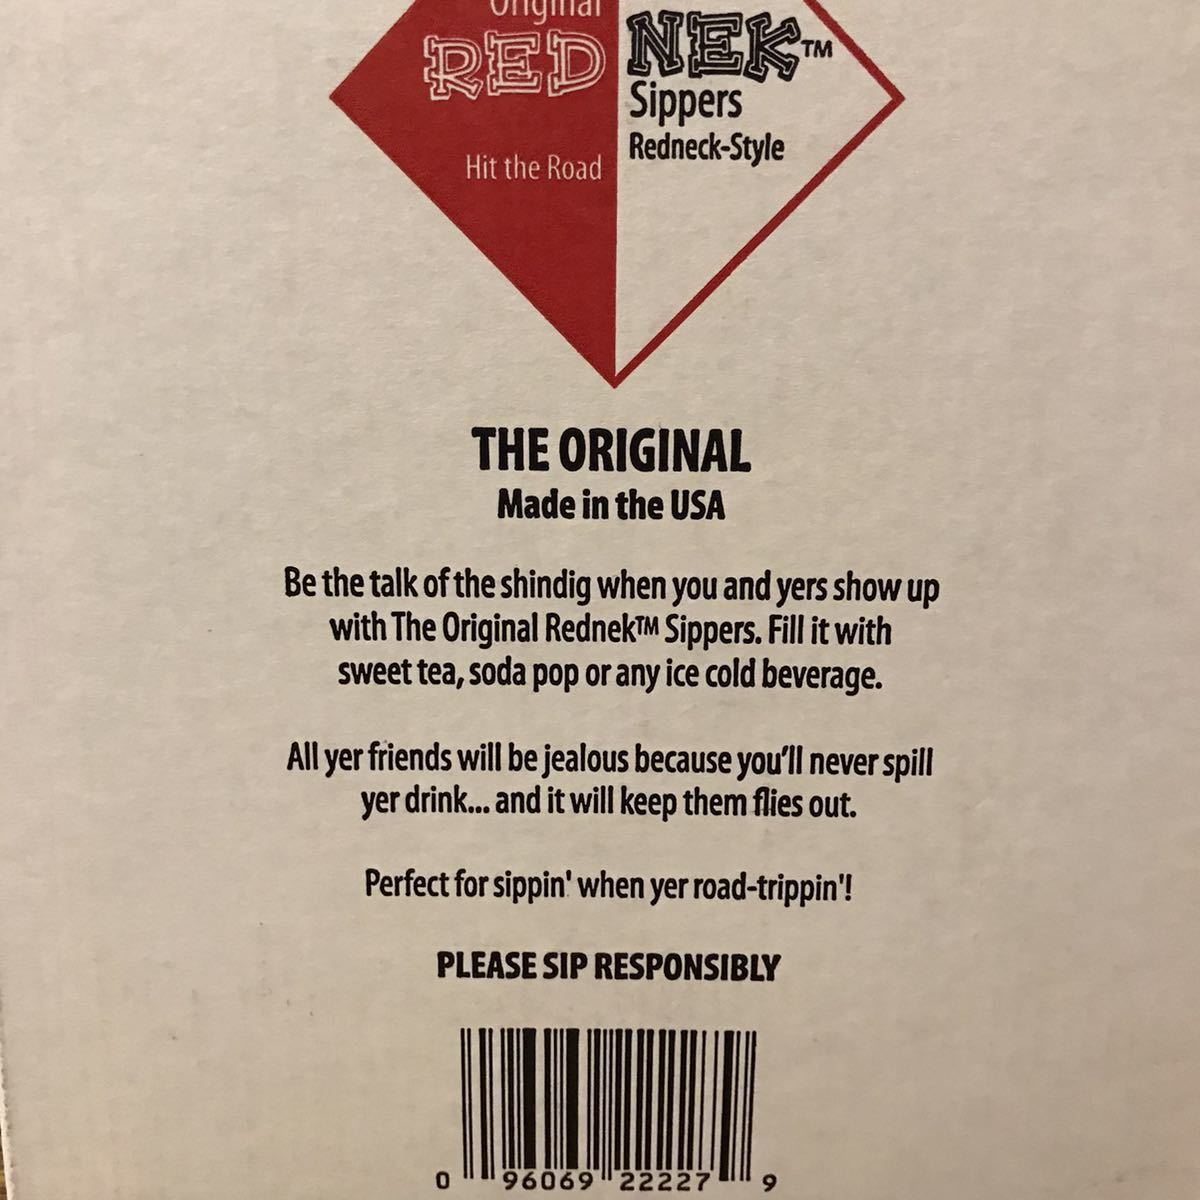 Original
RED NEK™
Sippers
Hit the Road Redneck-Style
THE ORIGINAL
Made in the USA
Be the talk of the shindig when you and yers show up
with The Original Rednek™ Sippers. Fill it with
sweet tea, soda pop or any ice cold beverage.
All yer friends will be jealous because you'll never spill
yer drink... and it will keep them flies out.
Perfect for sippin' when yer road-trippin'!
PLEASE SIP RESPONSIBLY
0 96069 22227 9